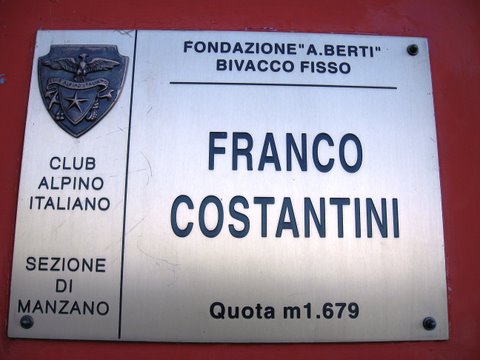 FONDAZIONE "A.BERTI"
BIVACCO FISSO
FRANCO
COSTANTINI
Quota m1.679
CLUB
ALPINO
ITALIANO
SEZIONE
DI
MANZANO